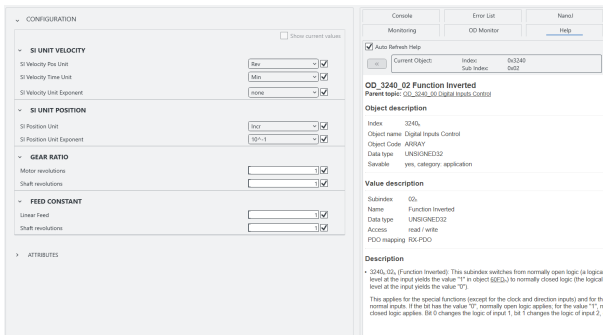 CONFIGURATION
Show current values
SI UNIT VELOCITY
SI Velocity Pos Unit
Rev
SI Velocity Time Unit
Min
SI Velocity Unit Exponent
none
SI UNIT POSITION
SI Position Unit
Incr
SI Position Unit Exponent
10^-1
GEAR RATIO
Motor revolutions
1
Shaft revolutions
1
FEED CONSTANT
Linear Feed
1
Shaft revolutions
1
ATTRIBUTES
Console
Error List
NanoJ
Monitoring
OD Monitor
Help
Auto Refresh Help
Current Object:
Index:
0x3240
Sub Index:
0x02
OD_3240_02 Function Inverted
Parent topic: OD_3240_00 Digital Inputs Control
Object description
Index 3240h
Object name Digital Inputs Control
Object Code ARRAY
Data type UNSIGNED32
Savable yes, category: application
Value description
Subindex 02h
Name Function Inverted
Data type UNSIGNED32
Access read / write
PDO mapping RX-PDO
Description
3240h:02h (Function Inverted): This subindex switches from normally open logic (a logica
level at the input yields the value "1" in object 60FDh) to normally closed logic (the logical
level at the input yields the value "0").
This applies for the special functions (except for the clock and direction inputs) and for th
normal inputs. If the bit has the value "0", normally open logic applies; for the value "1", n
closed logic applies. Bit 0 changes the logic of input 1, bit 1 changes the logic of input 2,